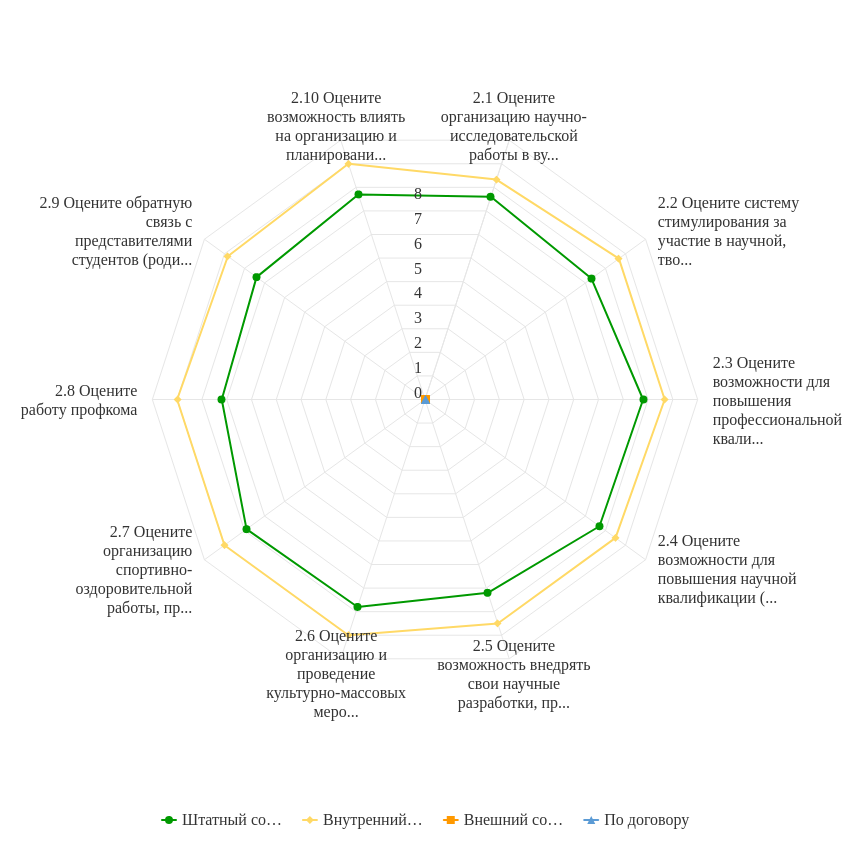 2.10 Оцените
возможность влиять
на организацию и
планировани...
2.1 Оцените
организацию научно-
исследовательской
работы в ву...
2.9 Оцените обратную
связь с
представителями
студентов (роди...
2.2 Оцените систему
стимулирования за
участие в научной,
тво...
8
7
6
5
4
3
2
1
0
2.8 Оцените
работу профкома
2.3 Оцените
возможности для
повышения
профессиональной
квали...
2.7 Оцените
организацию
спортивно-
оздоровительной
работы, пр...
2.4 Оцените
возможности для
повышения научной
квалификации (...
2.6 Оцените
организацию и
проведение
культурно-массовых
меро...
2.5 Оцените
возможность внедрять
свои научные
разработки, пр...
Штатный со… Внутренний… Внешний со… По договору